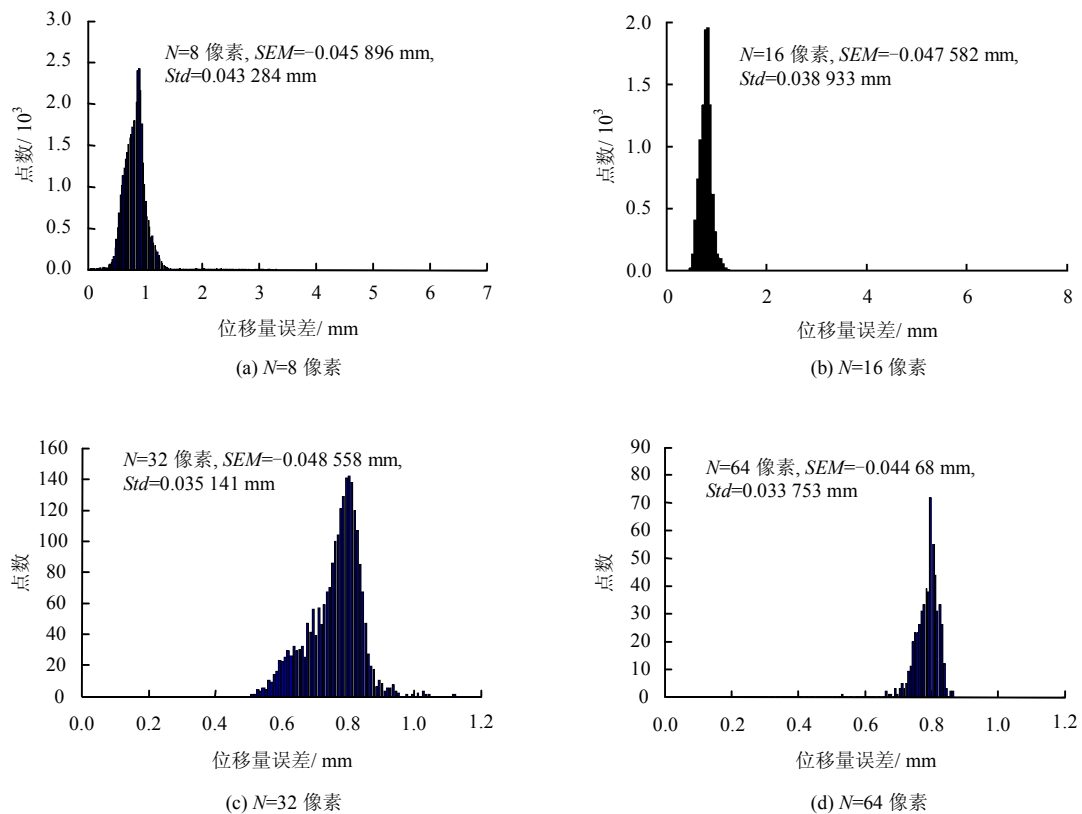 3.0
2.5
2.0
1.5
1.0
0.5
0.0
点数/ 10³
N=8 像素, SEM=−0.045 896 mm,
Std=0.043 284 mm
0 1 2 3 4 5 6 7
位移量误差/ mm
(a) N=8 像素
2.0
1.5
1.0
0.5
0.0
点数/ 10³
N=16 像素, SEM=−0.047 582 mm,
Std=0.038 933 mm
0 2 4 6 8
位移量误差/ mm
(b) N=16 像素
160
140
120
100
80
60
40
20
0
点数
N=32 像素, SEM=−0.048 558 mm,
Std=0.035 141 mm
0.0 0.2 0.4 0.6 0.8 1.0 1.2
位移量误差/ mm
(c) N=32 像素
90
80
70
60
50
40
30
20
10
0
点数
N=64 像素, SEM=−0.044 68 mm,
Std=0.033 753 mm
0.0 0.2 0.4 0.6 0.8 1.0 1.2
位移量误差/ mm
(d) N=64 像素